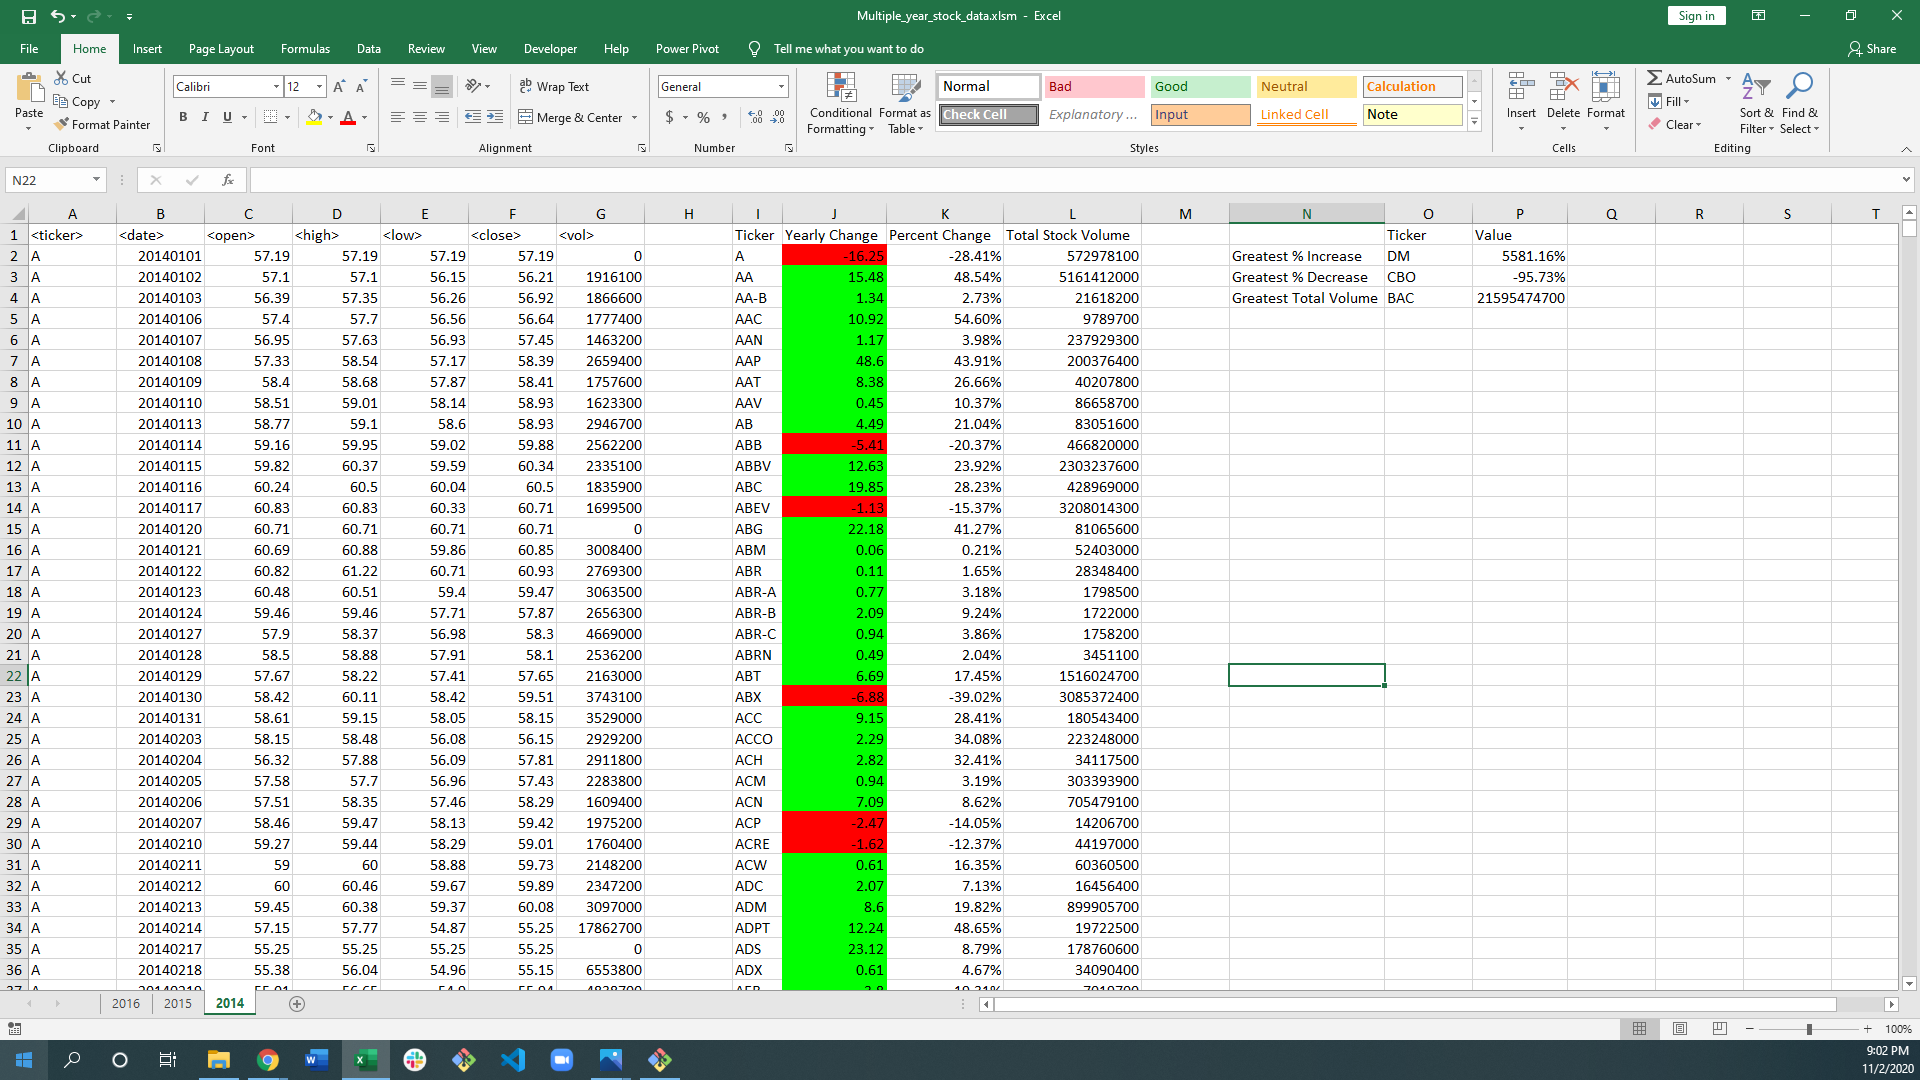 Multiple_year_stock_data.xlsm - Excel
Sign in
File Home Insert Page Layout Formulas Data Review View Developer Help Power Pivot Tell me what you want to do Share
Paste Cut Copy Format Painter Clipboard
Calibri 12 B I U A Font
Wrap Text Merge & Center Alignment
General $ % , Number
Conditional Formatting Format as Table
Normal Bad Good Neutral Calculation
Check Cell Explanatory ... Input Linked Cell Note
Styles
Insert Delete Format Cells
AutoSum Fill Clear Sort & Filter Find & Select Editing
N22 fx
A B C D E F G H I J K L M N O P Q R S T
1 <ticker> <date> <open> <high> <low> <close> <vol> Ticker Yearly Change Percent Change Total Stock Volume Ticker Value
2 A 20140101 57.19 57.19 57.19 57.19 0 A -16.25 -28.41% 572978100 Greatest % Increase DM 5581.16%
3 A 20140102 57.1 57.1 56.15 56.21 1916100 AA 15.48 48.54% 5161412000 Greatest % Decrease CBO -95.73%
4 A 20140103 56.39 57.35 56.26 56.92 1866600 AA-B 1.34 2.73% 21618200 Greatest Total Volume BAC 21595474700
5 A 20140106 57.4 57.7 56.56 56.64 1777400 AAC 10.92 54.60% 9789700
6 A 20140107 56.95 57.63 56.93 57.45 1463200 AAN 1.17 3.98% 237929300
7 A 20140108 57.33 58.54 57.17 58.39 2659400 AAP 48.6 43.91% 200376400
8 A 20140109 58.4 58.68 57.87 58.41 1757600 AAT 8.38 26.66% 40207800
9 A 20140110 58.51 59.01 58.14 58.93 1623300 AAV 0.45 10.37% 86658700
10 A 20140113 58.77 59.1 58.6 58.93 2946700 AB 4.49 21.04% 83051600
11 A 20140114 59.16 59.95 59.02 59.88 2562200 ABB -5.41 -20.37% 466820000
12 A 20140115 59.82 60.37 59.59 60.34 2335100 ABBV 12.63 23.92% 2303237600
13 A 20140116 60.24 60.5 60.04 60.5 1835900 ABC 19.85 28.23% 428969000
14 A 20140117 60.83 60.83 60.33 60.71 1699500 ABEV -1.13 -15.37% 3208014300
15 A 20140120 60.71 60.71 60.71 60.71 0 ABG 22.18 41.27% 81065600
16 A 20140121 60.69 60.88 59.86 60.85 3008400 ABM 0.06 0.21% 52403000
17 A 20140122 60.82 61.22 60.71 60.93 2769300 ABR 0.11 1.65% 28348400
18 A 20140123 60.48 60.51 59.4 59.47 3063500 ABR-A 0.77 3.18% 1798500
19 A 20140124 59.46 59.46 57.71 57.87 2656300 ABR-B 2.09 9.24% 1722000
20 A 20140127 57.9 58.37 56.98 58.3 4669000 ABR-C 0.94 3.86% 1758200
21 A 20140128 58.5 58.88 57.91 58.1 2536200 ABRN 0.49 2.04% 3451100
22 A 20140129 57.67 58.22 57.41 57.65 2163000 ABT 6.69 17.45% 1516024700
23 A 20140130 58.42 60.11 58.42 59.51 3743100 ABX -6.88 -39.02% 3085372400
24 A 20140131 58.61 59.15 58.05 58.15 3529000 ACC 9.15 28.41% 180543400
25 A 20140203 58.15 58.48 56.08 56.15 2929200 ACCO 2.29 34.08% 223248000
26 A 20140204 56.32 57.88 56.09 57.81 2911800 ACH 2.82 32.41% 34117500
27 A 20140205 57.58 57.7 56.96 57.43 2283800 ACM 0.94 3.19% 303393900
28 A 20140206 57.51 58.35 57.46 58.29 1609400 ACN 7.09 8.62% 705479100
29 A 20140207 58.46 59.47 58.13 59.42 1975200 ACP -2.47 -14.05% 14206700
30 A 20140210 59.27 59.44 58.29 59.01 1760400 ACRE -1.62 -12.37% 44197000
31 A 20140211 59 60 58.88 59.73 2148200 ACW 0.61 16.35% 60360500
32 A 20140212 60 60.46 59.67 59.89 2347200 ADC 2.07 7.13% 16456400
33 A 20140213 59.45 60.38 59.37 60.08 3097000 ADM 8.6 19.82% 899905700
34 A 20140214 57.15 57.77 54.87 55.25 17862700 ADPT 12.24 48.65% 19722500
35 A 20140217 55.25 55.25 55.25 55.25 0 ADS 23.12 8.79% 178760600
36 A 20140218 55.38 56.04 54.96 55.15 6553800 ADX 0.61 4.67% 34090400
2016 2015 2014
100%
9:02 PM
11/2/2020